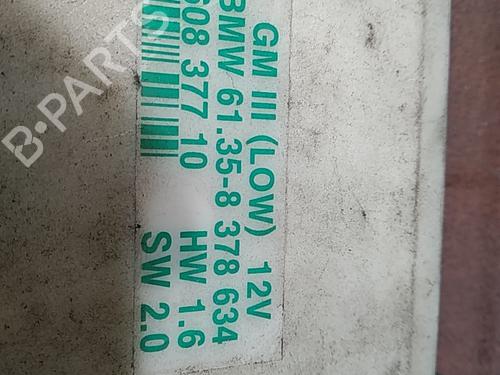 GM III (LOW) 12V
BMW 61.35-8 378 634
608 377 10 HW 1.6
SW 2.0
B-PARTS